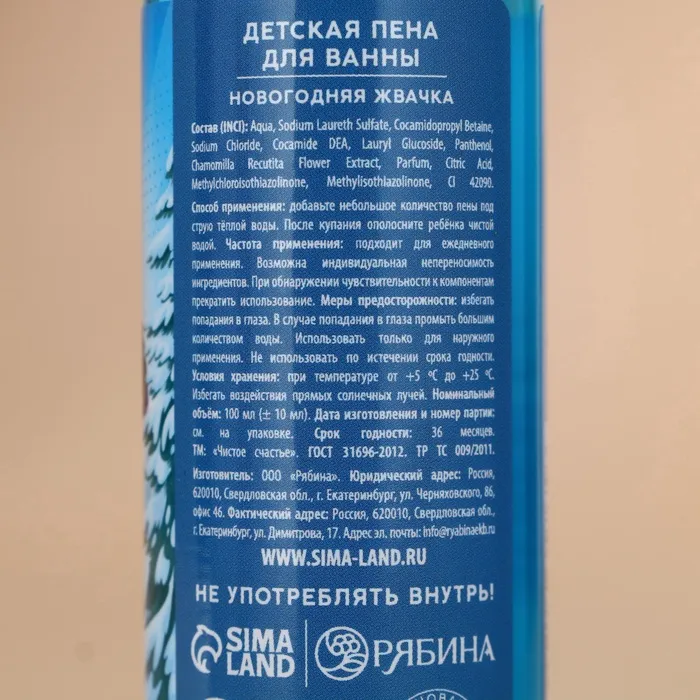 ДЕТСКАЯ ПЕНА
ДЛЯ ВАННЫ
НОВОГОДНЯЯ ЖВАЧКА
Состав (INCI): Aqua, Sodium Laureth Sulfate, Cocamidopropyl Betaine,
Sodium Chloride, Cocamide DEA, Lauryl Glucoside, Panthenol,
Chamomilla Recutita Flower Extract, Parfum, Citric Acid,
Methylchloroisothiazolinone, Methylisothiazolinone, CI 42090.
Способ применения: добавьте небольшое количество пены под
струю тёплой воды. После купания ополосните ребёнка чистой
водой. Частота применения: подходит для ежедневного
применения. Возможна индивидуальная непереносимость
ингредиентов. При обнаружении чувствительности к компонентам
прекратить использование. Меры предосторожности: избегать
попадания в глаза. В случае попадания в глаза промыть большим
количеством воды. Использовать только для наружного
применения. Не использовать по истечении срока годности.
Условия хранения: при температуре от +5 °C до +25 °C.
Избегать воздействия прямых солнечных лучей. Номинальный
объём: 100 мл (± 10 мл). Дата изготовления и номер партии:
см. на упаковке. Срок годности: 36 месяцев.
ТМ: «Чистое счастье». ГОСТ 31696-2012. ТР ТС 009/2011.
Изготовитель: ООО «Рябина». Юридический адрес: Россия,
620010, Свердловская обл., г. Екатеринбург, ул. Черняховского, 86,
офис 46. Фактический адрес: Россия, 620010, Свердловская обл.,
г. Екатеринбург, ул. Димитрова, 17. Адрес эл. почты: info@ryabinaekb.ru
WWW.SIMA-LAND.RU
НЕ УПОТРЕБЛЯТЬ ВНУТРЬ!
SIMA LAND РЯБИНА